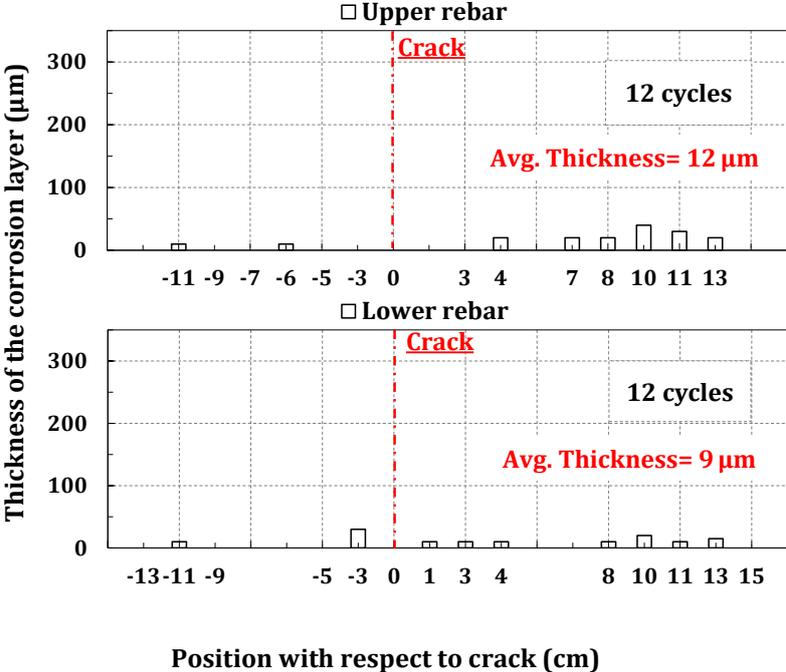 Upper rebar
Crack
300
12 cycles
200
Avg. Thickness= 12 µm
100
0
-11 -9 -7 -6 -5 -3 0 3 4 7 8 10 11 13
Lower rebar
Crack
300
12 cycles
200
Avg. Thickness= 9 µm
100
0
-13 -11 -9 -5 -3 0 1 3 4 8 10 11 13 15
Thickness of the corrosion layer (µm)
Position with respect to crack (cm)